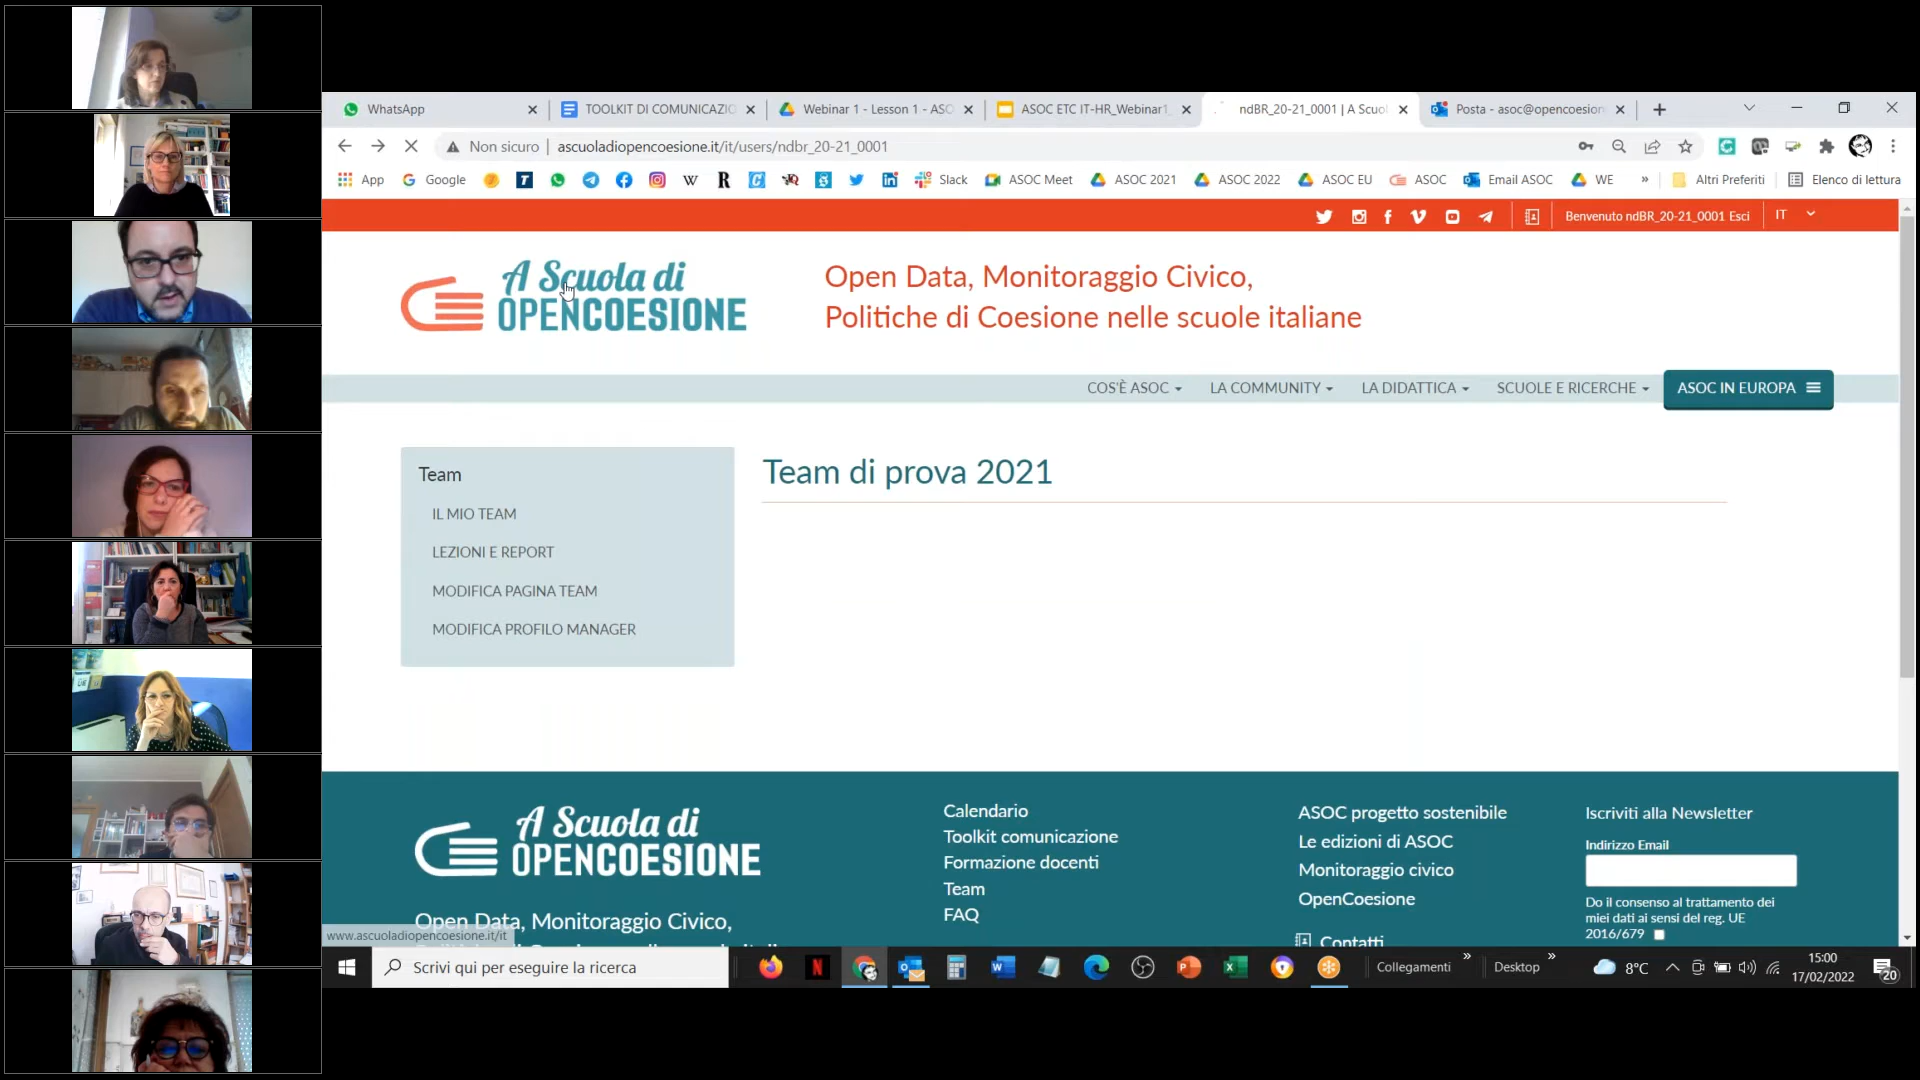 WhatsApp
TOOLKIT DI COMUNICAZIO
Webinar 1 - Lesson 1 - ASO
ASOC ETC IT-HR_Webinar1_
ndBR_20-21_0001 | A Scuol
Posta - asoc@opencoesion
Non sicuro
ascuoladiopencoesione.it/it/users/ndbr_20-21_0001
App
Google
Slack
ASOC Meet
ASOC 2021
ASOC 2022
ASOC EU
ASOC
Email ASOC
WE
»
Altri Preferiti
Elenco di lettura
Benvenuto ndBR_20-21_0001 Esci
IT
A Scuola di
OPENCOESIONE
Open Data, Monitoraggio Civico,
Politiche di Coesione nelle scuole italiane
COS'È ASOC
LA COMMUNITY
LA DIDATTICA
SCUOLE E RICERCHE
ASOC IN EUROPA
Team
IL MIO TEAM
LEZIONI E REPORT
MODIFICA PAGINA TEAM
MODIFICA PROFILO MANAGER
Team di prova 2021
A Scuola di
OPENCOESIONE
Open Data, Monitoraggio Civico,
Calendario
Toolkit comunicazione
Formazione docenti
Team
FAQ
ASOC progetto sostenibile
Le edizioni di ASOC
Monitoraggio civico
OpenCoesione
Contatti
Iscriviti alla Newsletter
Indirizzo Email
Do il consenso al trattamento dei
miei dati ai sensi del reg. UE
2016/679
www.ascuoladiopencoesione.it/it
Scrivi qui per eseguire la ricerca
Collegamenti
»
Desktop
»
8°C
15:00
17/02/2022
20